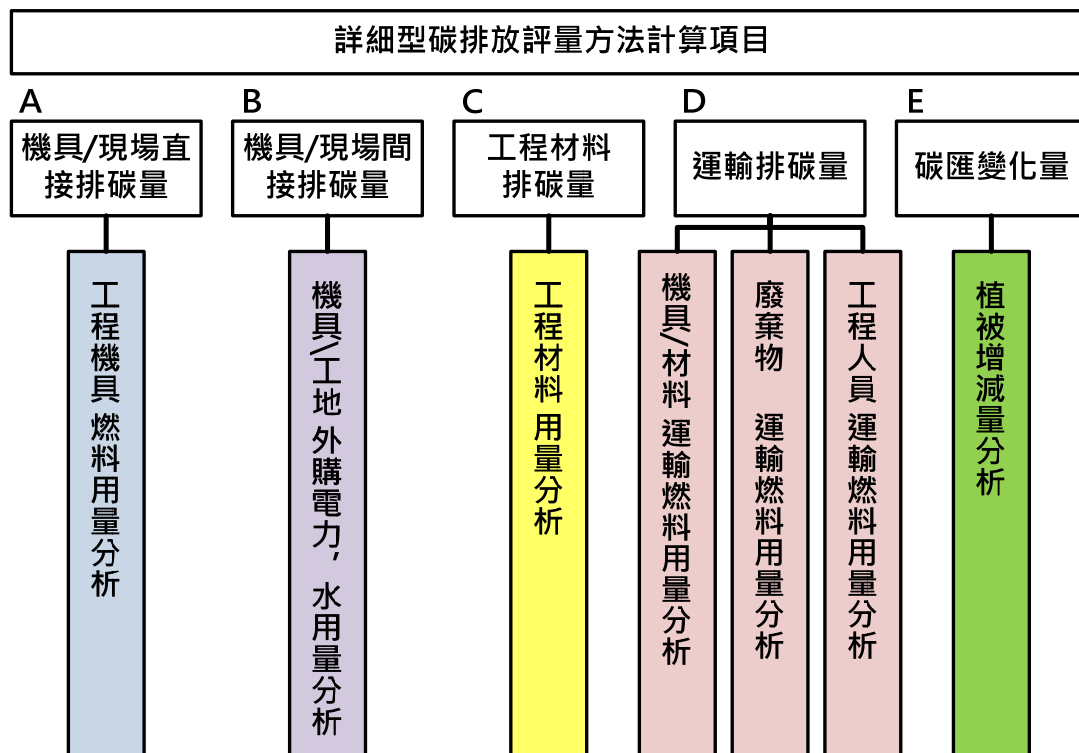 詳細型碳排放評量方法計算項目
A
機具/現場直
接排碳量
B
機具/現場間
接排碳量
C
工程材料
排碳量
D
運輸排碳量
E
碳匯變化量
工程機具 燃料用量分析
機具/工地 外購電力，水用量分析
工程材料 用量分析
機具/材料 運輸燃料用量分析
廢棄物 運輸燃料用量分析
工程人員 運輸燃料用量分析
植被增減量分析